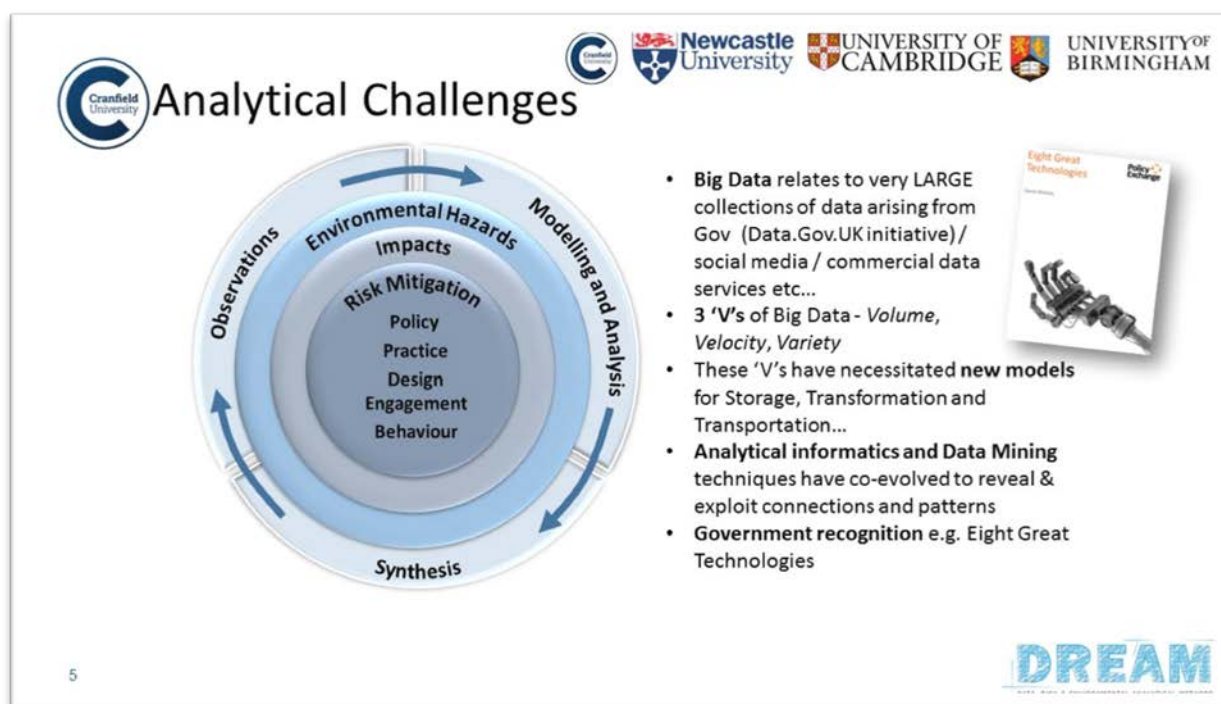 Cranfield
University
Newcastle
University
UNIVERSITY OF
CAMBRIDGE
UNIVERSITY OF
BIRMINGHAM
Cranfield
University
Analytical Challenges
Observations
Modelling and Analysis
Synthesis
Environmental Hazards
Impacts
Risk Mitigation
Policy
Practice
Design
Engagement
Behaviour
• Big Data relates to very LARGE
collections of data arising from
Gov (Data.Gov.UK initiative) /
social media / commercial data
services etc...
• 3 ‘V’s of Big Data - Volume,
Velocity, Variety
• These ‘V’s have necessitated new models
for Storage, Transformation and
Transportation...
• Analytical informatics and Data Mining
techniques have co-evolved to reveal &
exploit connections and patterns
• Government recognition e.g. Eight Great
Technologies
Eight Great
Technologies
Policy
Exchange
5
DREAM